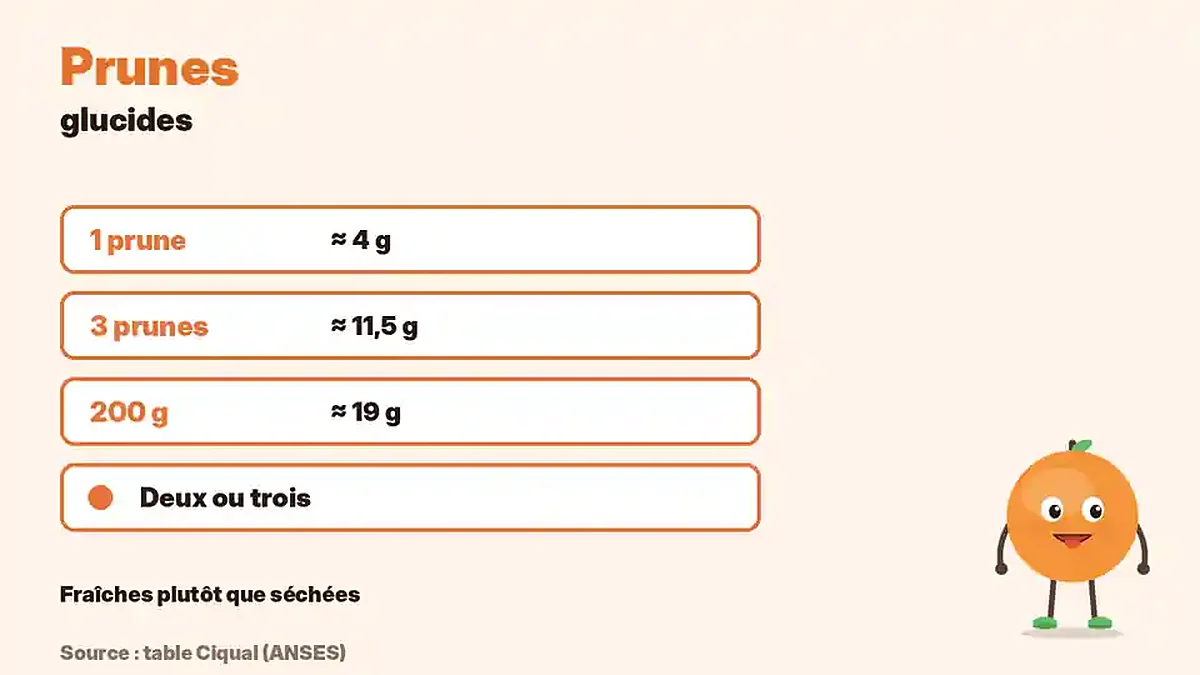 Prunes
glucides
1 prune ≈ 4 g
3 prunes ≈ 11,5 g
200 g ≈ 19 g
Deux ou trois
Fraîches plutôt que séchées
Source : table Ciqual (ANSES)